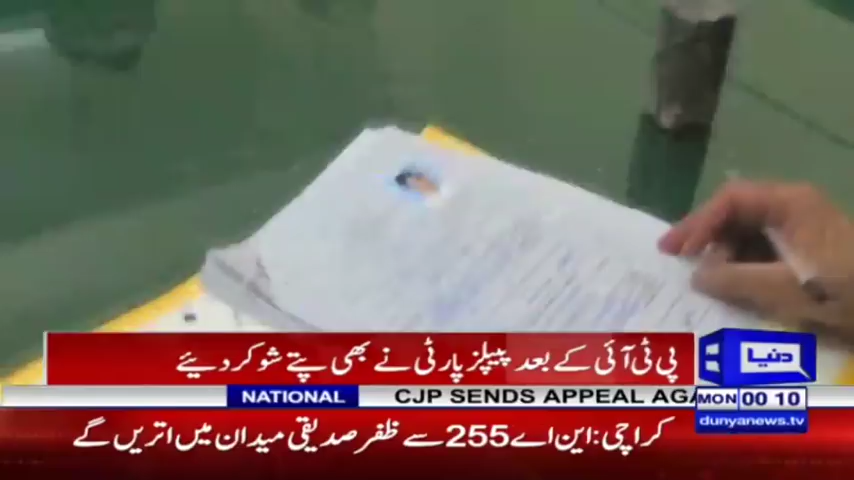 پی ٹی آئی کے بعد پیپلز پارٹی نے بھی پتے شو کر دیئے
دنیا
NATIONAL CJP SENDS APPEAL AGA
MON 00 10
dunyanews.tv
کراچی: این اے 255 سے ظفر صدیقی میدان میں اتریں گے